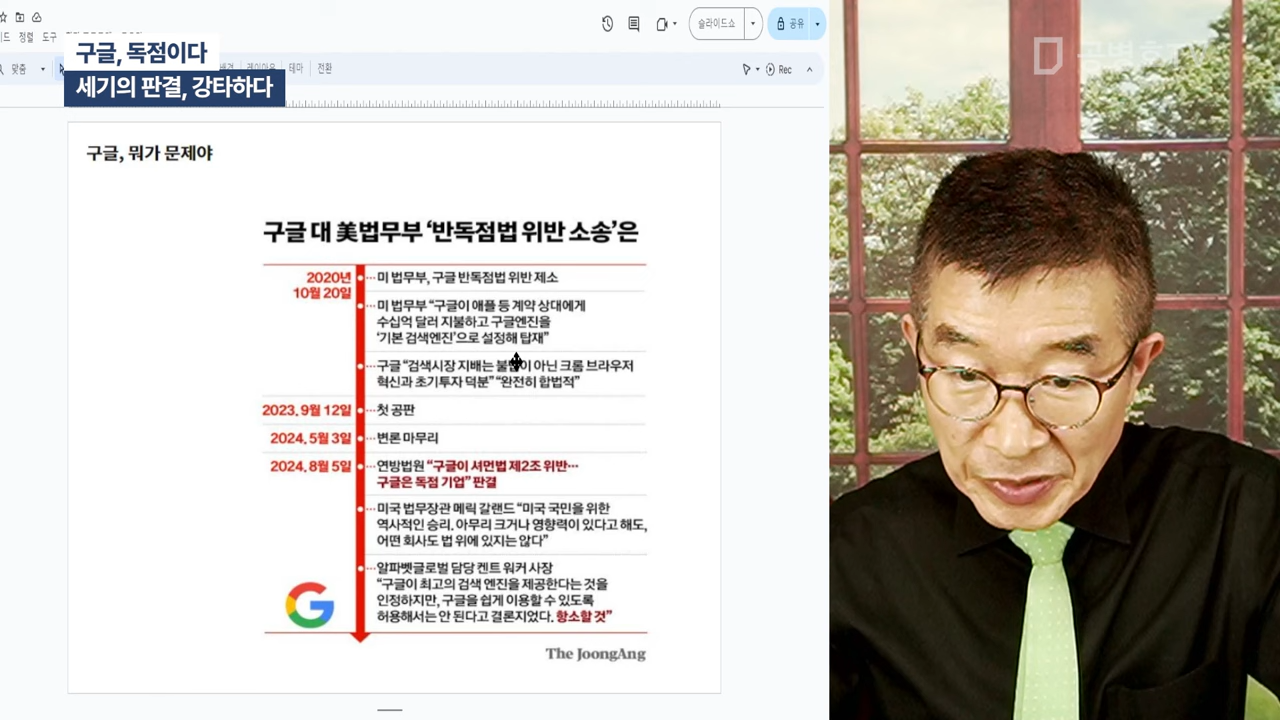 정렬 도구
슬라이드쇼
공유
구글, 독점이다
세기의 판결, 강타하다
맞춤
테마 전환
Rec
구글, 뭐가 문제야
구글 대 美법무부 ‘반독점법 위반 소송’은
2020년
10월 20일
미 법무부, 구글 반독점법 위반 제소
미 법무부 “구글이 애플 등 계약 상대에게
수십억 달러 지불하고 구글엔진을
‘기본 검색엔진’으로 설정해 탑재”
구글 “검색시장 지배는 불법이 아닌 크롬 브라우저
혁신과 초기투자 덕분” “완전히 합법적”
2023. 9월 12일
첫 공판
2024. 5월 3일
변론 마무리
2024. 8월 5일
연방법원 “구글이 셔먼법 제2조 위반…
구글은 독점 기업” 판결
미국 법무장관 메릭 갈랜드 “미국 국민을 위한
역사적인 승리. 아무리 크거나 영향력이 있다고 해도,
어떤 회사도 법 위에 있지는 않다”
알파벳글로벌 담당 켄트 워커 사장
“구글이 최고의 검색 엔진을 제공한다는 것을
인정하지만, 구글을 쉽게 이용할 수 있도록
허용해서는 안 된다고 결론지었다. 항소할 것”
The JoongAng